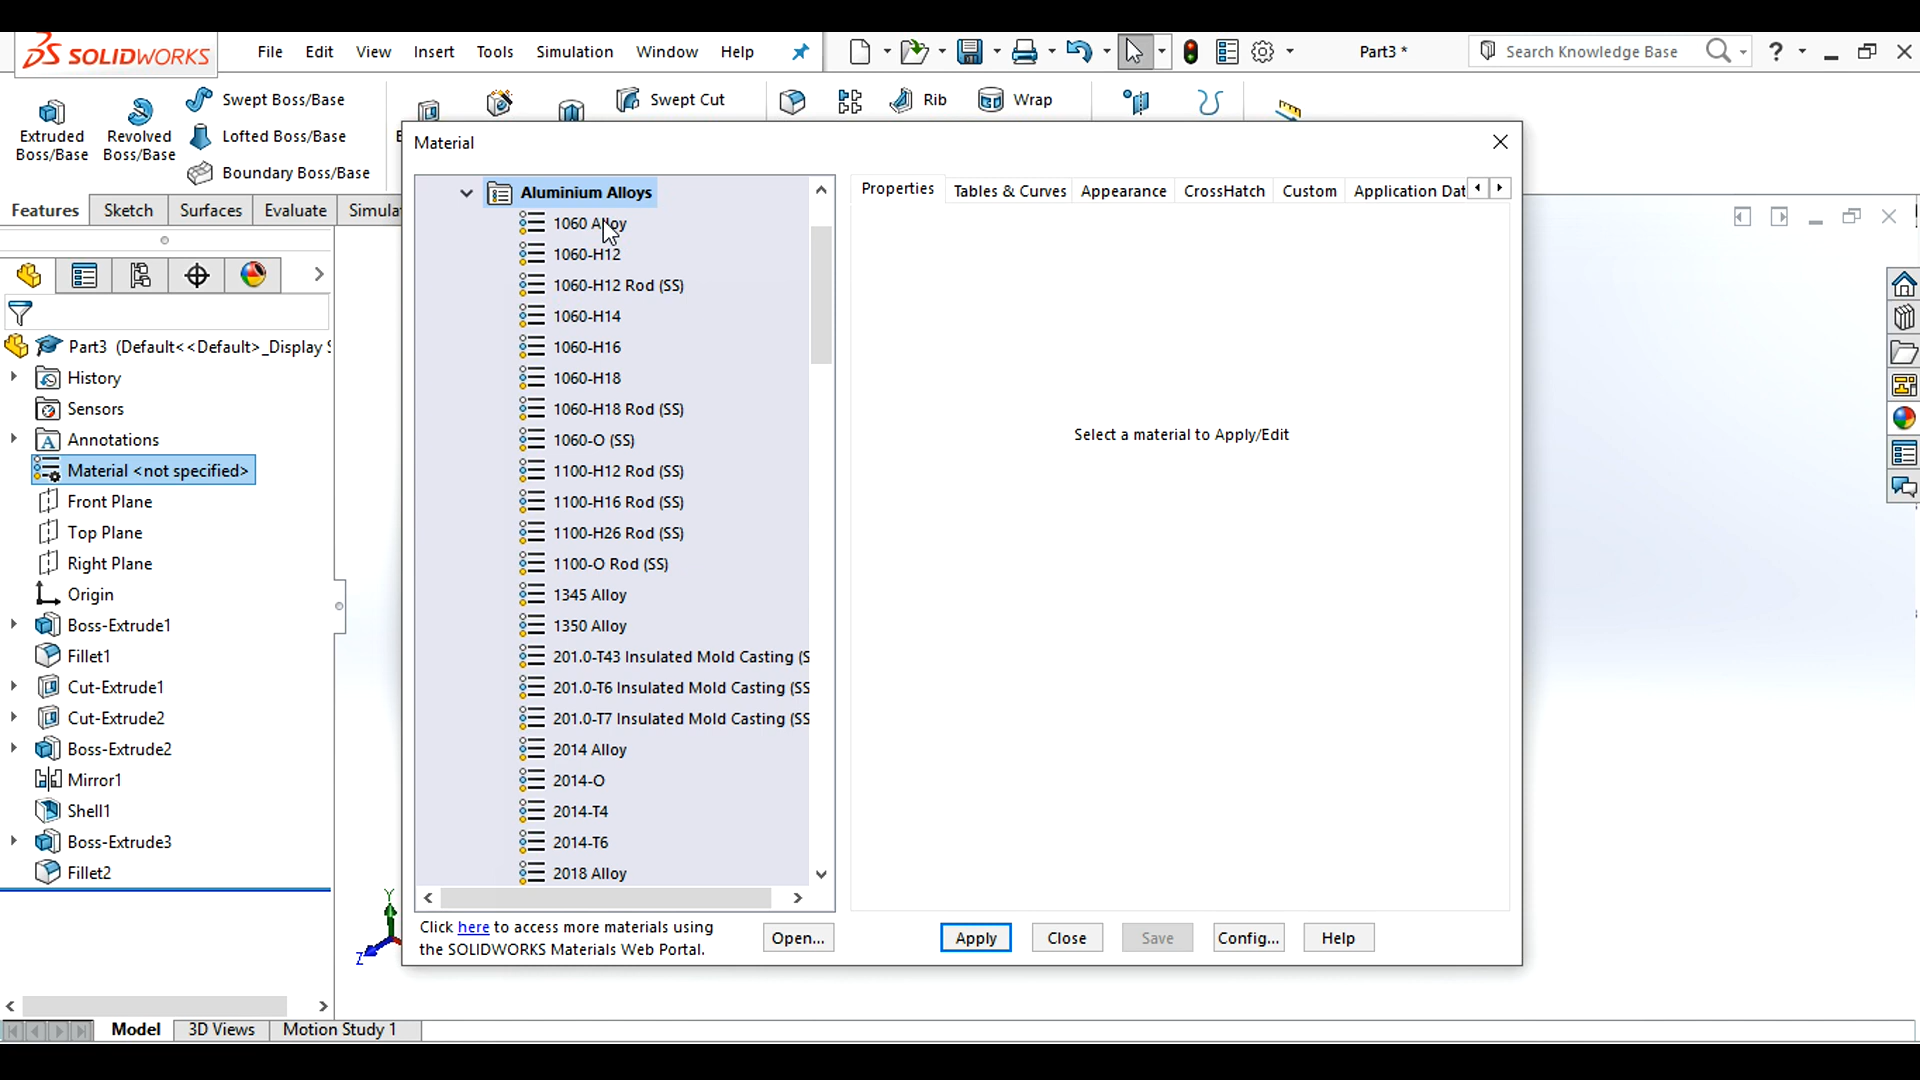 SOLIDWORKS File Edit View Insert Tools Simulation Window Help Part3 * Search Knowledge Base ?
Extruded Boss/Base
Revolved Boss/Base
Swept Boss/Base
Lofted Boss/Base
Boundary Boss/Base
Swept Cut
Rib
Wrap
Features Sketch Surfaces Evaluate Simula
Part3 (Default<<Default>_Display S
History
Sensors
Annotations
Material <not specified>
Front Plane
Top Plane
Right Plane
Origin
Boss-Extrude1
Fillet1
Cut-Extrude1
Cut-Extrude2
Boss-Extrude2
Mirror1
Shell1
Boss-Extrude3
Fillet2
Material
Aluminium Alloys
1060 Alloy
1060-H12
1060-H12 Rod (SS)
1060-H14
1060-H16
1060-H18
1060-H18 Rod (SS)
1060-O (SS)
1100-H12 Rod (SS)
1100-H16 Rod (SS)
1100-H26 Rod (SS)
1100-O Rod (SS)
1345 Alloy
1350 Alloy
201.0-T43 Insulated Mold Casting (S
201.0-T6 Insulated Mold Casting (SS
201.0-T7 Insulated Mold Casting (SS
2014 Alloy
2014-O
2014-T4
2014-T6
2018 Alloy
Properties Tables & Curves Appearance CrossHatch Custom Application Dat
Select a material to Apply/Edit
Click here to access more materials using
the SOLIDWORKS Materials Web Portal.
Open... Apply Close Save Config... Help
Y
Z
Model 3D Views Motion Study 1